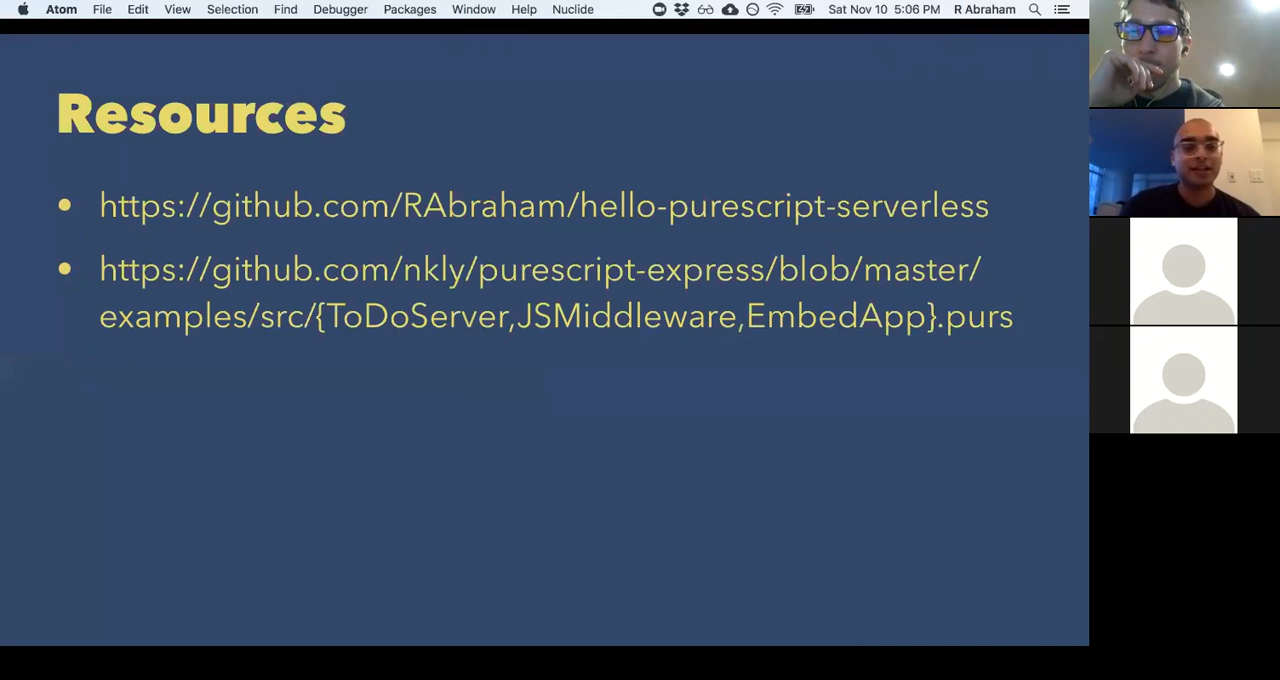 Atom File Edit View Selection Find Debugger Packages Window Help Nuclide Sat Nov 10 5:06 PM R Abraham
Resources
• https://github.com/RAbraham/hello-purescript-serverless
• https://github.com/nkly/purescript-express/blob/master/
examples/src/{ToDoServer,JSMiddleware,EmbedApp}.purs